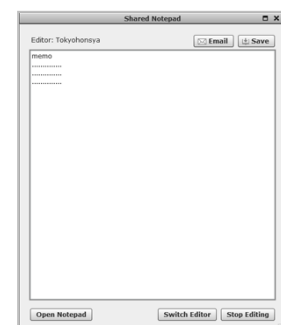 Shared Notepad
Editor: Tokyohonsya
Email
Save
memo
..............
..............
..............
Open Notepad
Switch Editor
Stop Editing